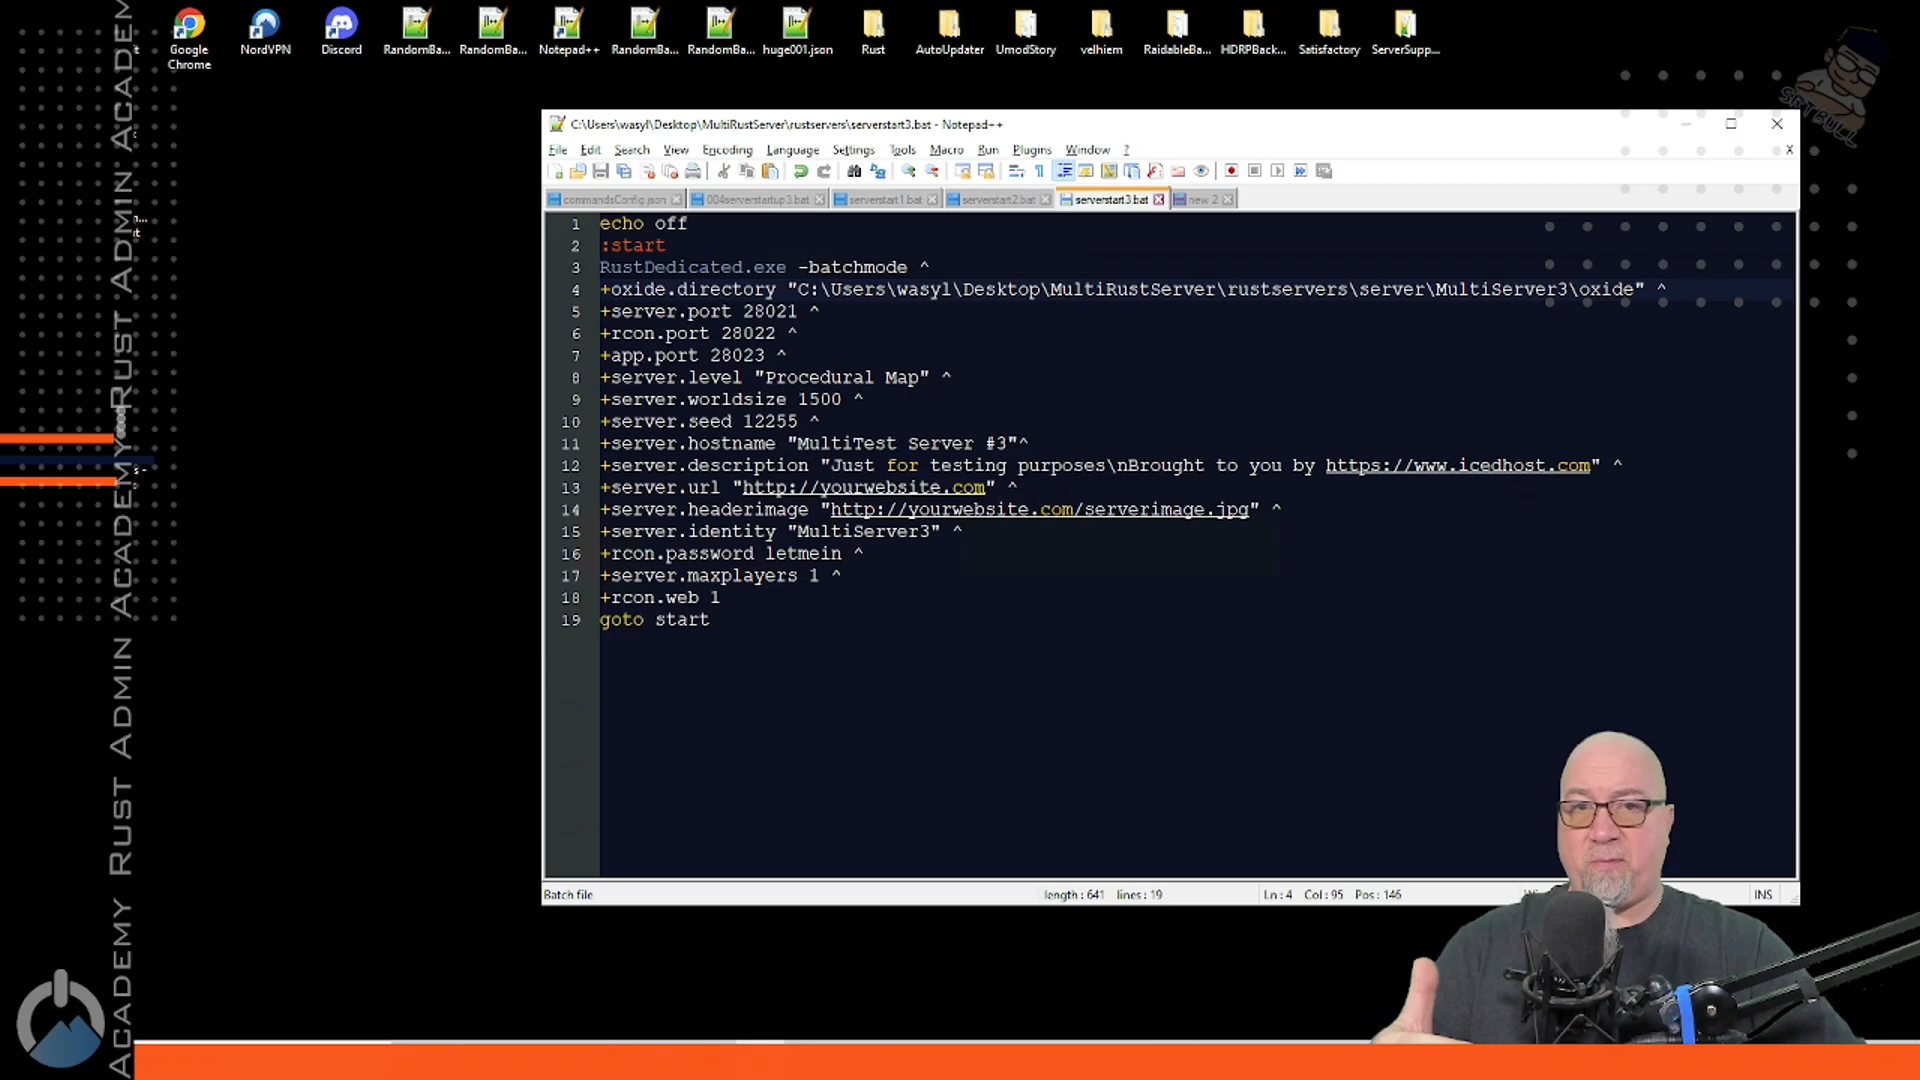 Google Chrome
NordVPN
Discord
RandomBa...
RandomBa...
Notepad++
RandomBa...
RandomBa...
huge001.json
Rust
AutoUpdater
UmodStory
velhiem
RaidableBa...
HDRPBack...
Satisfactory
ServerSupp...
SRTBULL
RUST ADMIN ACADEMY
RUST ADMIN ACADEMY
C:\Users\wasyl\Desktop\MultiRustServer\rustservers\serverstart3.bat - Notepad++
File Edit Search View Encoding Language Settings Tools Macro Run Plugins Window ? X
commandsConfig.json
004serverstartup3.bat
serverstart1.bat
serverstart2.bat
serverstart3.bat
new 2
1 echo off
2 :start
3 RustDedicated.exe -batchmode ^
4 +oxide.directory "C:\Users\wasyl\Desktop\MultiRustServer\rustservers\server\MultiServer3\oxide" ^
5 +server.port 28021 ^
6 +rcon.port 28022 ^
7 +app.port 28023 ^
8 +server.level "Procedural Map" ^
9 +server.worldsize 1500 ^
10 +server.seed 12255 ^
11 +server.hostname "MultiTest Server #3"^
12 +server.description "Just for testing purposes\nBrought to you by https://www.icedhost.com" ^
13 +server.url "http://yourwebsite.com" ^
14 +server.headerimage "http://yourwebsite.com/serverimage.jpg" ^
15 +server.identity "MultiServer3" ^
16 +rcon.password letmein ^
17 +server.maxplayers 1 ^
18 +rcon.web 1
19 goto start
Batch file
length : 641 lines : 19
Ln : 4 Col : 95 Pos : 146
INS